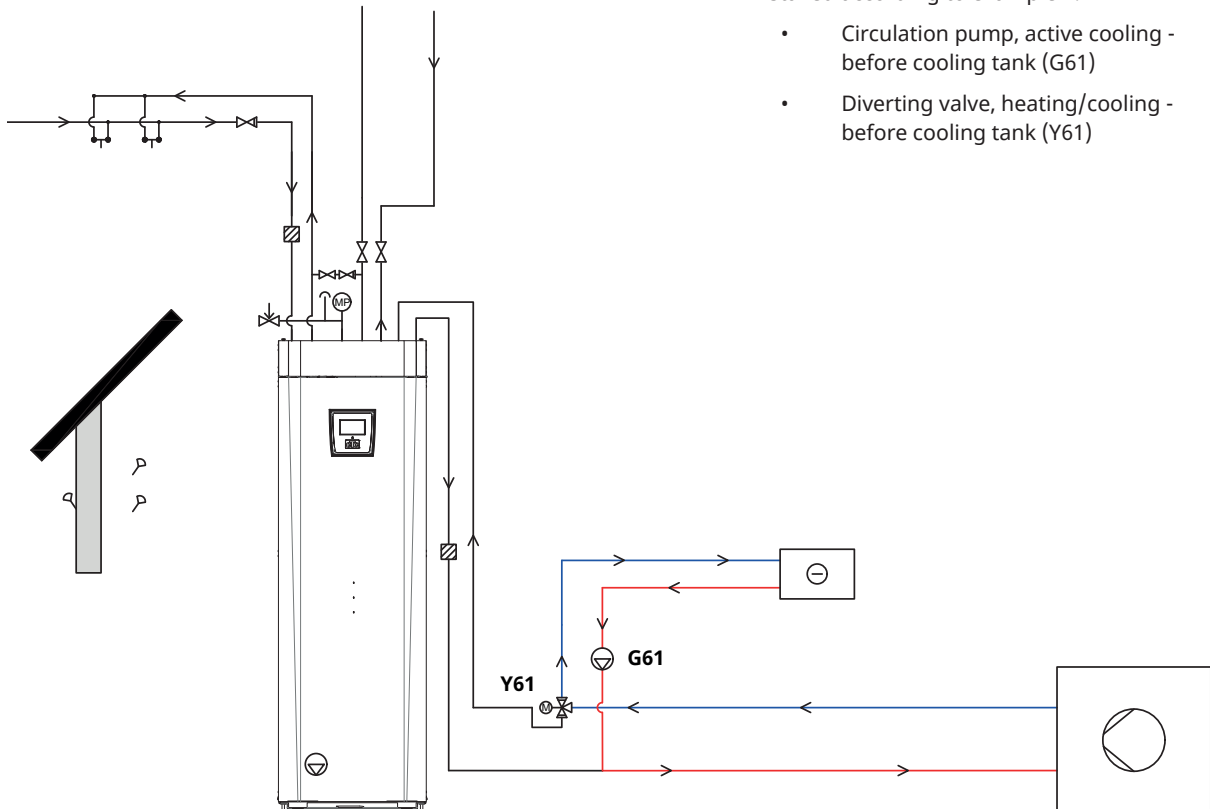 • Circulation pump, active cooling -
before cooling tank (G61)
• Diverting valve, heating/cooling -
before cooling tank (Y61)
MP
G61
Y61
M